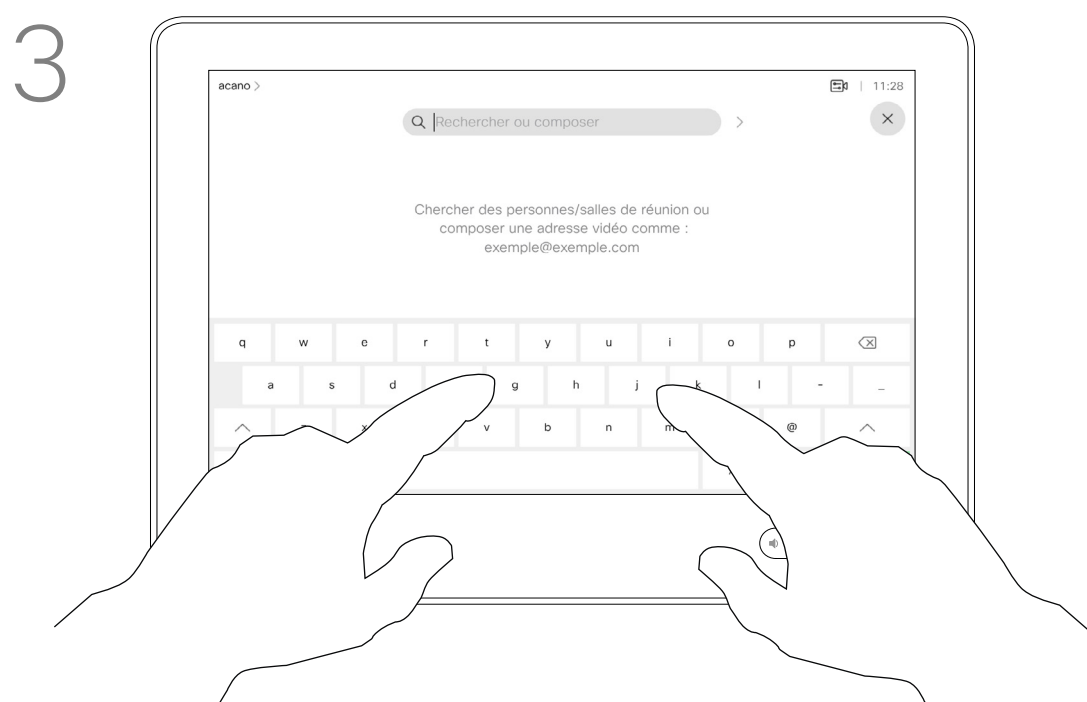 3
acano >
11:28
Rechercher ou composer >
Chercher des personnes/salles de réunion ou
composer une adresse vidéo comme :
exemple@exemple.com
q w e r t y u i o p
a s d g h j k l - _
x v b n m @